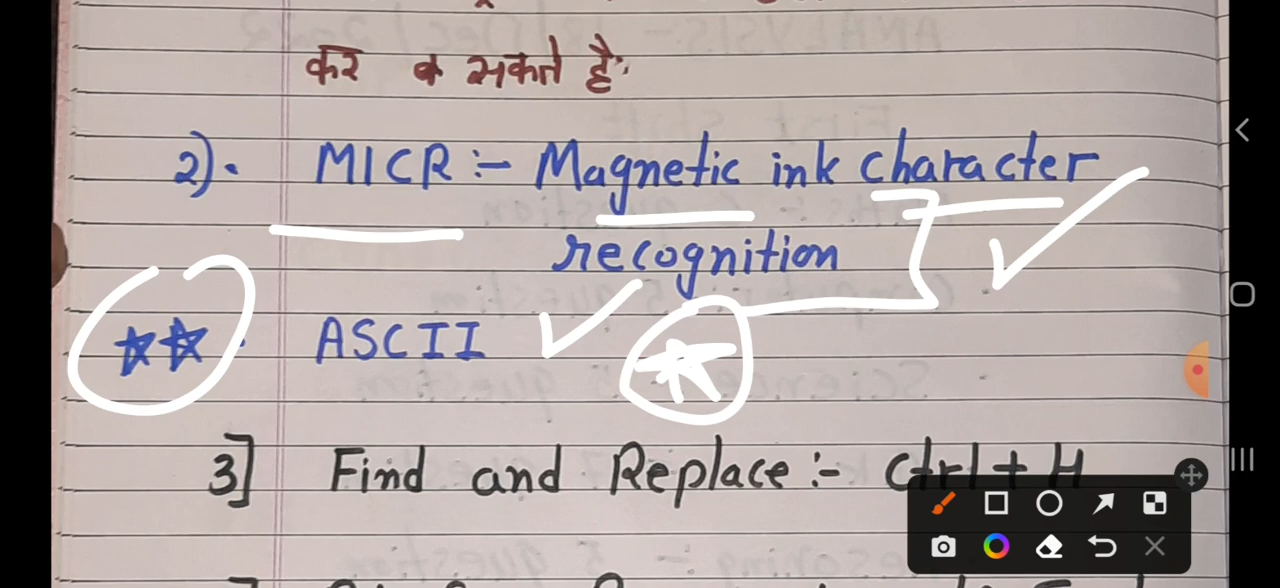 कर सकते है।
2). MICR :- Magnetic ink character
recognition
ASCII
3] Find and Replace :- Ctrl + H